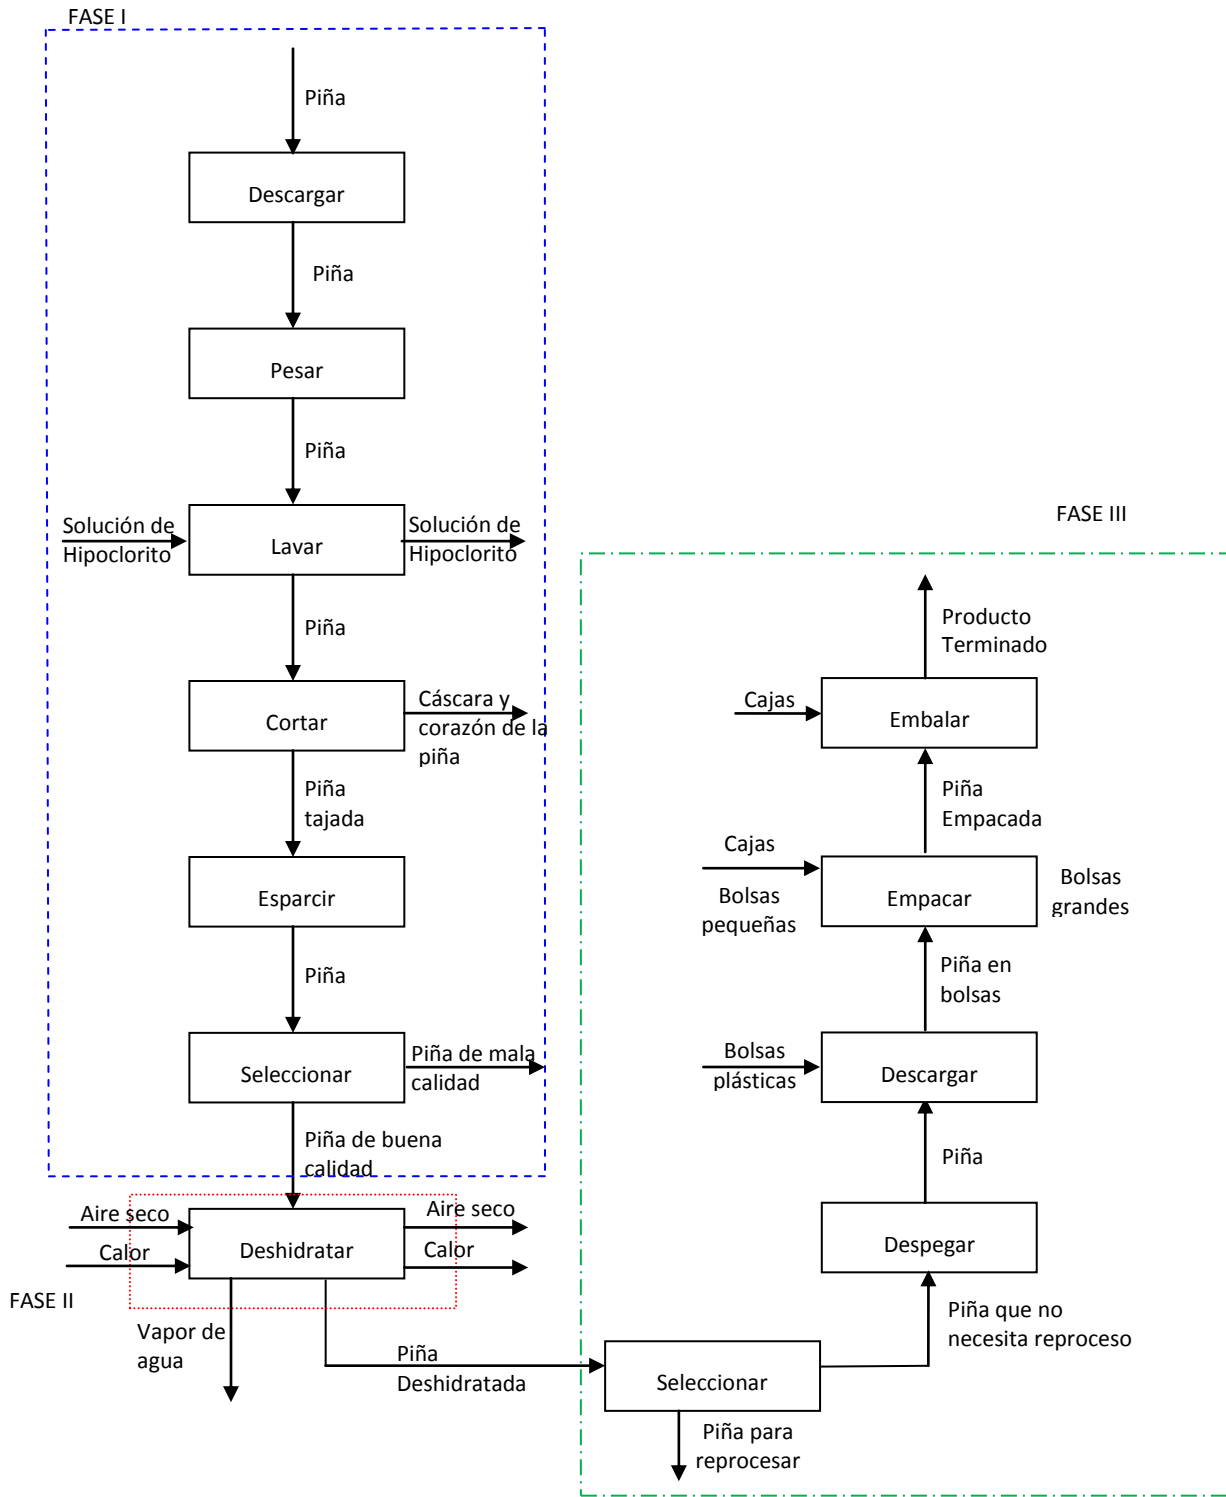 FASE I
Piña
Descargar
Piña
Pesar
Piña
Solución de
Hipoclorito
Lavar
Solución de
Hipoclorito
Piña
Cortar
Cáscara y
corazón de la
piña
Piña
tajada
Esparcir
Piña
Seleccionar
Piña de mala
calidad
Piña de buena
calidad
Aire seco
Calor
Deshidratar
Aire seco
Calor
FASE II
Vapor de
agua
Piña
Deshidratada
FASE III
Producto
Terminado
Cajas
Embalar
Piña
Empacada
Cajas
Bolsas
pequeñas
Empacar
Bolsas
grandes
Piña en
bolsas
Bolsas
plásticas
Descargar
Piña
Despegar
Piña que no
necesita reproceso
Seleccionar
Piña para
reprocesar